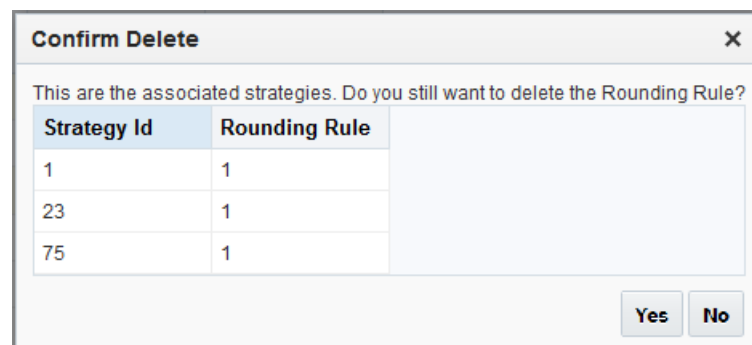 Confirm Delete
This are the associated strategies. Do you still want to delete the Rounding Rule?
Strategy Id Rounding Rule
1 1
23 1
75 1
Yes No